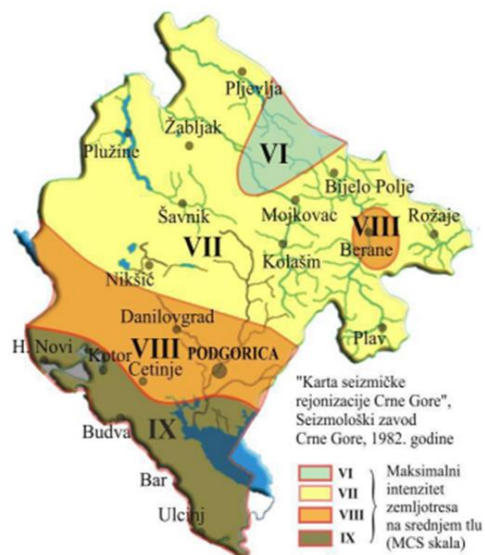 Pljevlja
Žabljak
Plužine
VI
Bijelo Polje
Šavnik
Mojkovac
VIII
Rožaje
Berane
VII
Kolašin
Nikšić
Danilovgrad
Plav
H. Novi
Kotor
VIII
PODGORICA
Cetinje
IX
Budva
Bar
Ulcinj
"Karta seizmičke
rejonizacije Crne Gore",
Seizmološki zavod
Crne Gore, 1982. godine
VI
VII
VIII
IX
Maksimalni
intenzitet
zemljotresa
na srednjem tlu
(MCS skala)